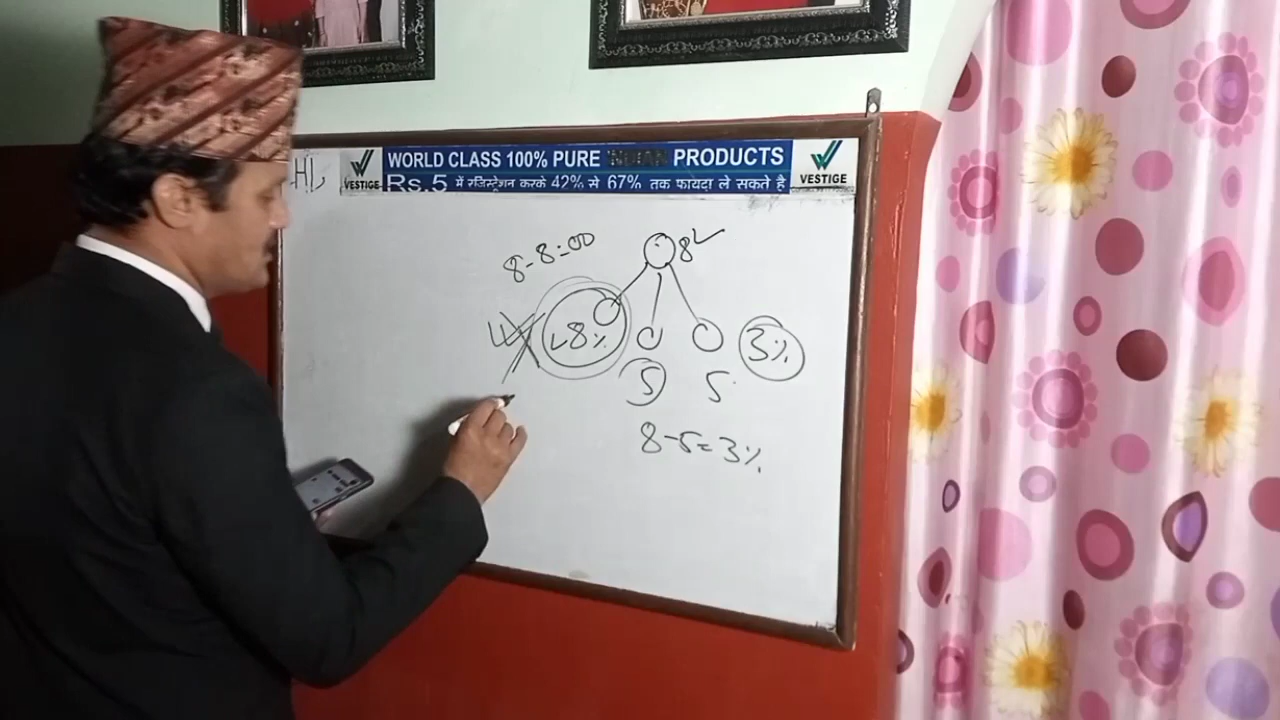 WORLD CLASS 100% PURE INDIAN PRODUCTS
VESTIGE
Rs.5 में रजिस्ट्रेशन करके 42% से 67% तक फायदा ले सकते है
VESTIGE
8-8=00
8✓
8%
3%
5
5
8-5=3%